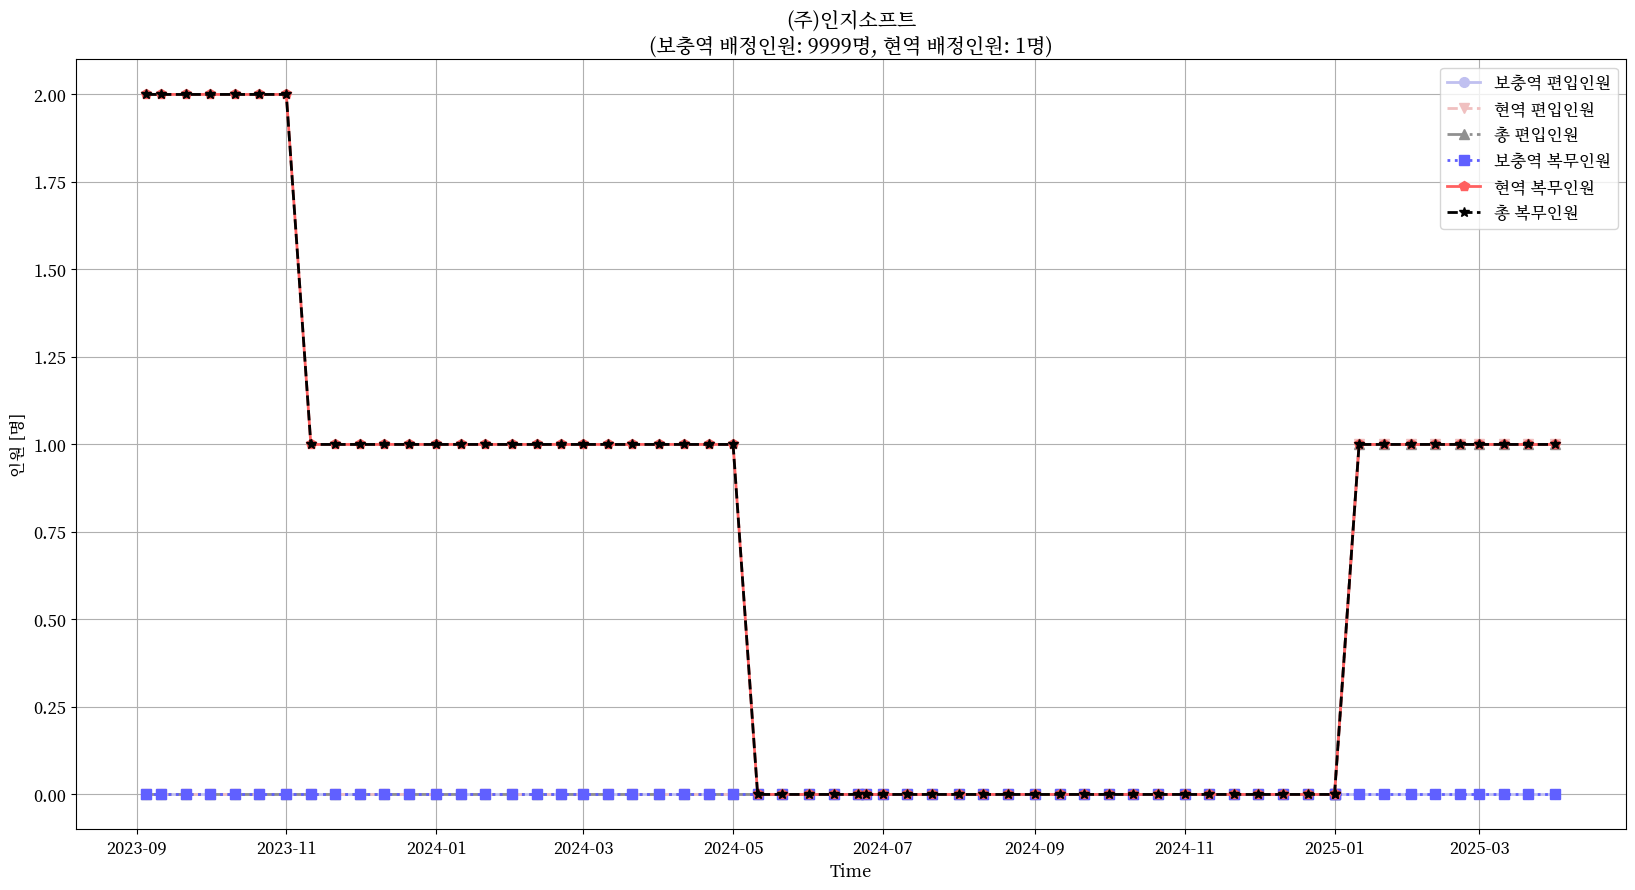 (주)인지소프트
(보충역 배정인원: 9999명, 현역 배정인원: 1명)
보충역 편입인원
현역 편입인원
총 편입인원
보충역 복무인원
현역 복무인원
총 복무인원
인원 [명]
2.00
1.75
1.50
1.25
1.00
0.75
0.50
0.25
0.00
2023-09
2023-11
2024-01
2024-03
2024-05
2024-07
2024-09
2024-11
2025-01
2025-03
Time